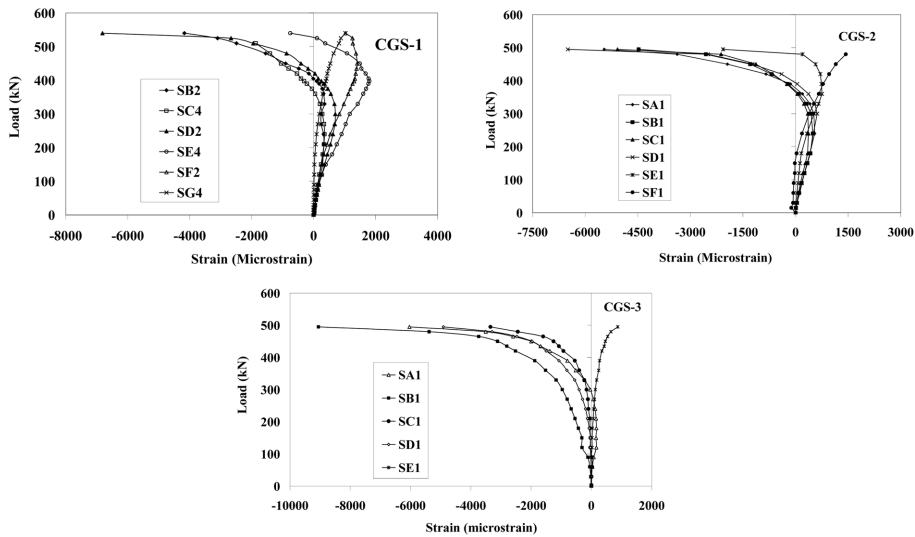 600
500
400
300
200
100
0
Load (kN)
CGS-1
SB2
SC4
SD2
SE4
SF2
SG4
-8000 -6000 -4000 -2000 0 2000 4000
Strain (Microstrain)
600
500
400
300
200
100
0
Load (kN)
CGS-2
SA1
SB1
SC1
SD1
SE1
SF1
-7500 -6000 -4500 -3000 -1500 0 1500 3000
Strain (Microstrain)
600
500
400
300
200
100
0
Load (kN)
CGS-3
SA1
SB1
SC1
SD1
SE1
-10000 -8000 -6000 -4000 -2000 0 2000
Strain (microstrain)